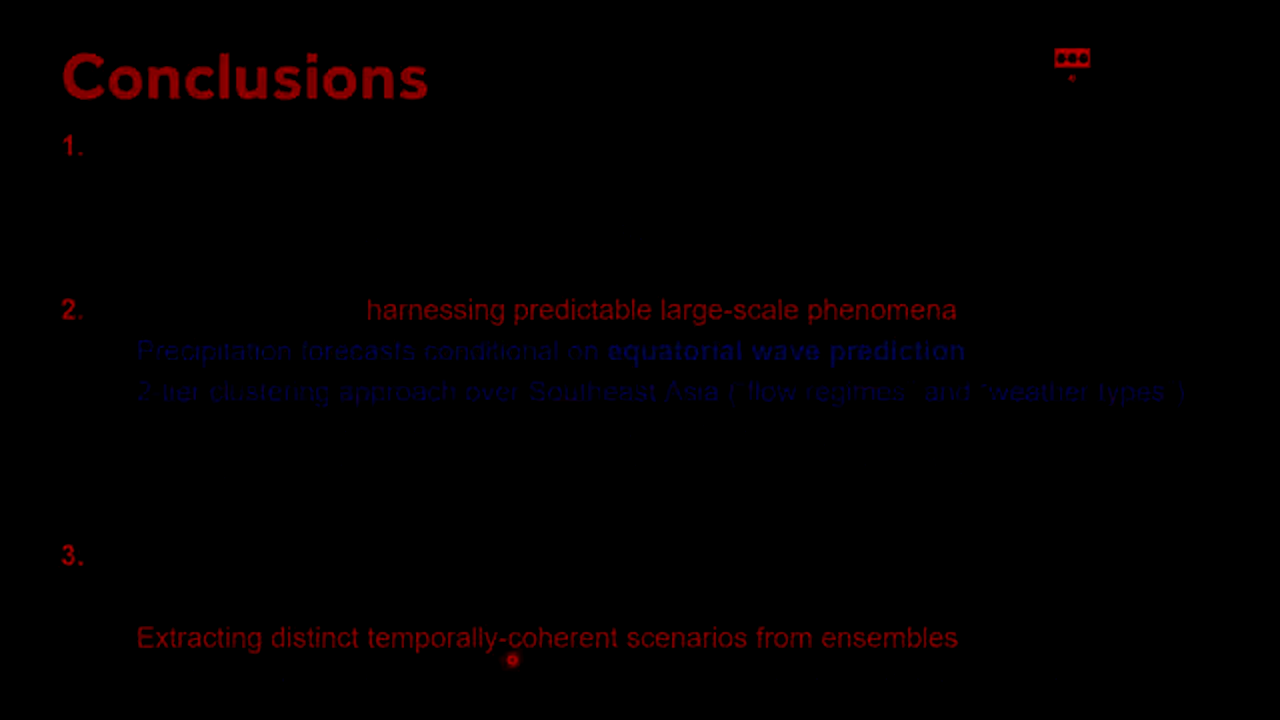 Conclusions
1.
2. harnessing predictable large-scale phenomena
Precipitation forecasts conditional on equatorial wave prediction
2 tier clustering approach over Southeast Asia ("flow regimes" and "weather types")
3.
Extracting distinct temporally-coherent scenarios from ensembles